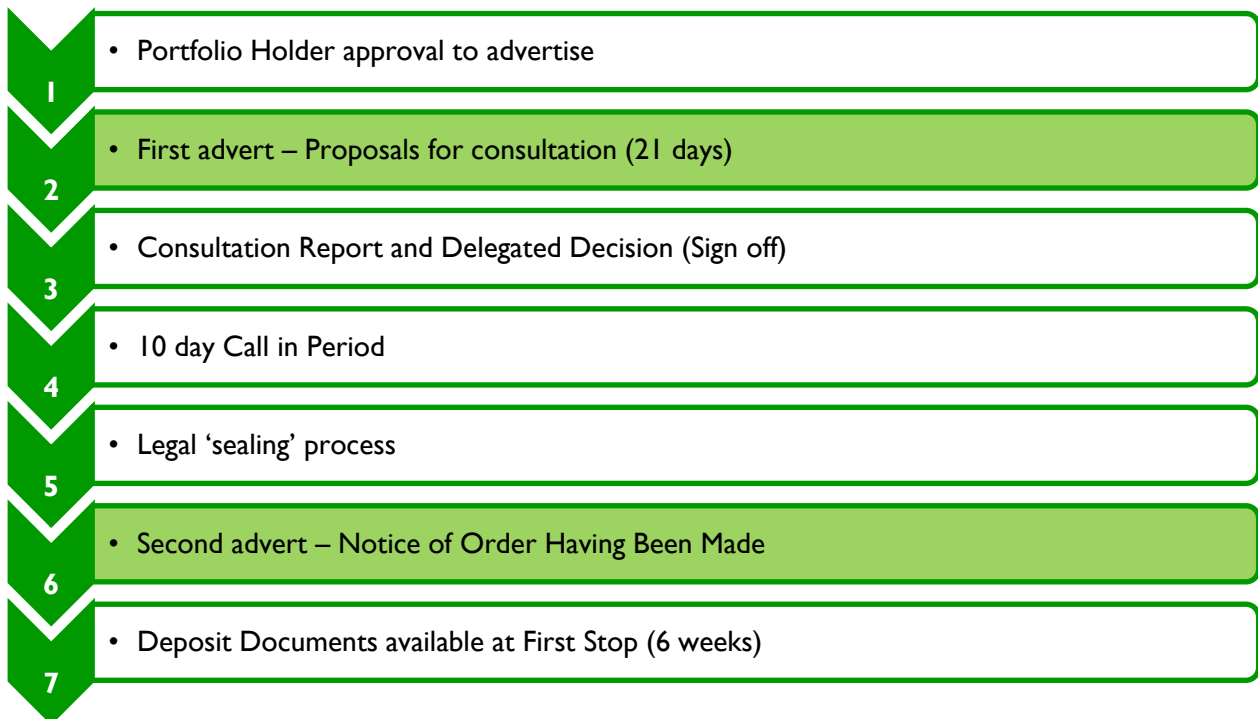 • Portfolio Holder approval to advertise
1
• First advert – Proposals for consultation (21 days)
2
• Consultation Report and Delegated Decision (Sign off)
3
• 10 day Call in Period
4
• Legal ‘sealing’ process
5
• Second advert – Notice of Order Having Been Made
6
• Deposit Documents available at First Stop (6 weeks)
7